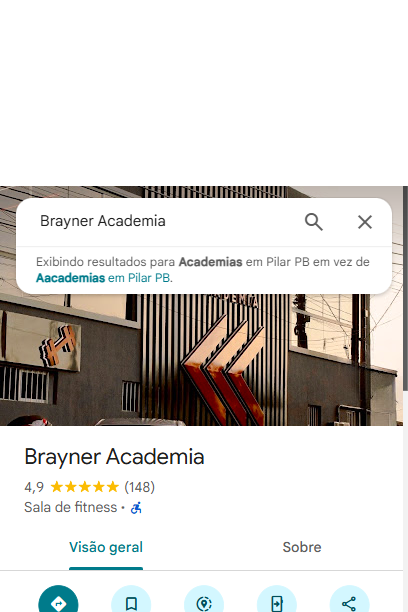 Brayner Academia
Exibindo resultados para Academias em Pilar PB em vez de
Aacademias em Pilar PB.
Brayner Academia
4,9 (148)
Sala de fitness ·
Visão geral
Sobre